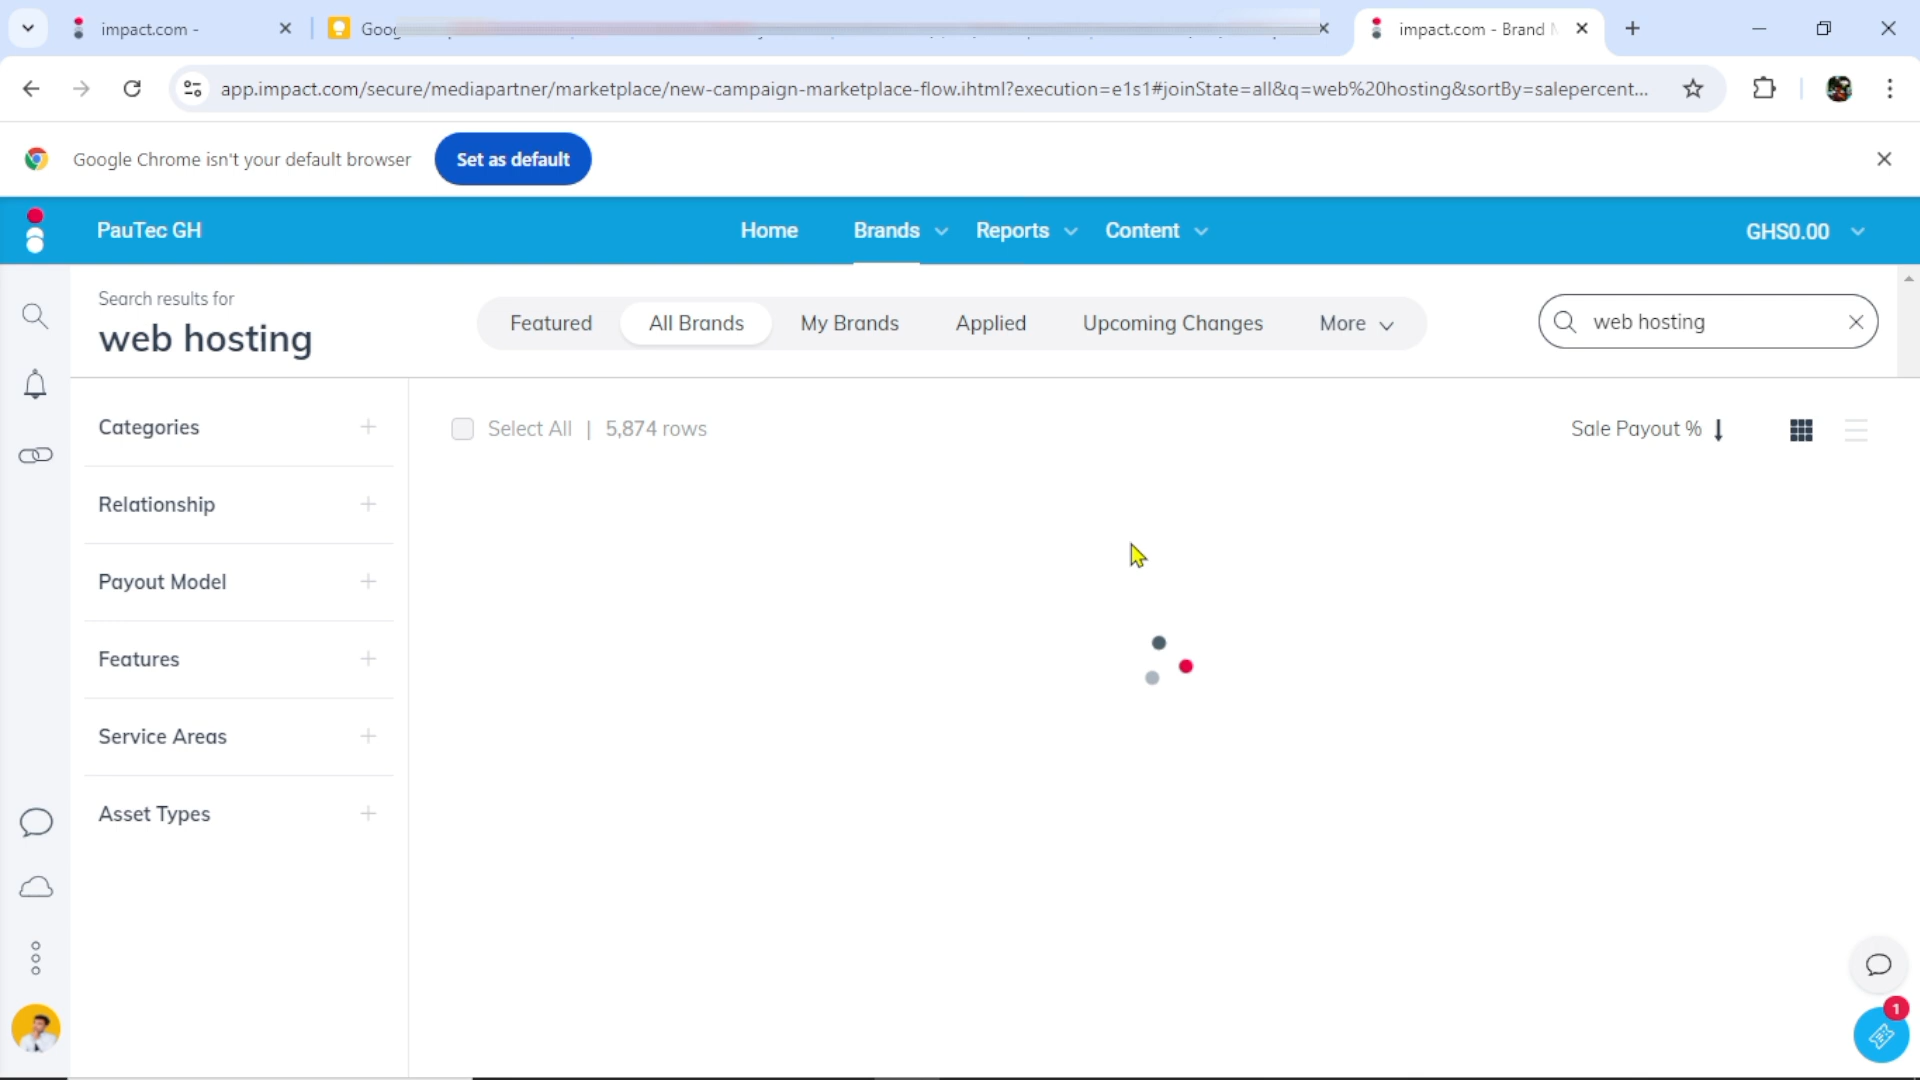 impact.com -
impact.com - Brand
app.impact.com/secure/mediapartner/marketplace/new-campaign-marketplace-flow.ihtml?execution=e1s1#joinState=all&q=web%20hosting&sortBy=salepercent...
Google Chrome isn't your default browser
Set as default
PauTec GH
Home
Brands
Reports
Content
GHS0.00
Search results for
web hosting
Featured
All Brands
My Brands
Applied
Upcoming Changes
More
web hosting
Categories
Select All | 5,874 rows
Sale Payout %
Relationship
Payout Model
Features
Service Areas
Asset Types
1